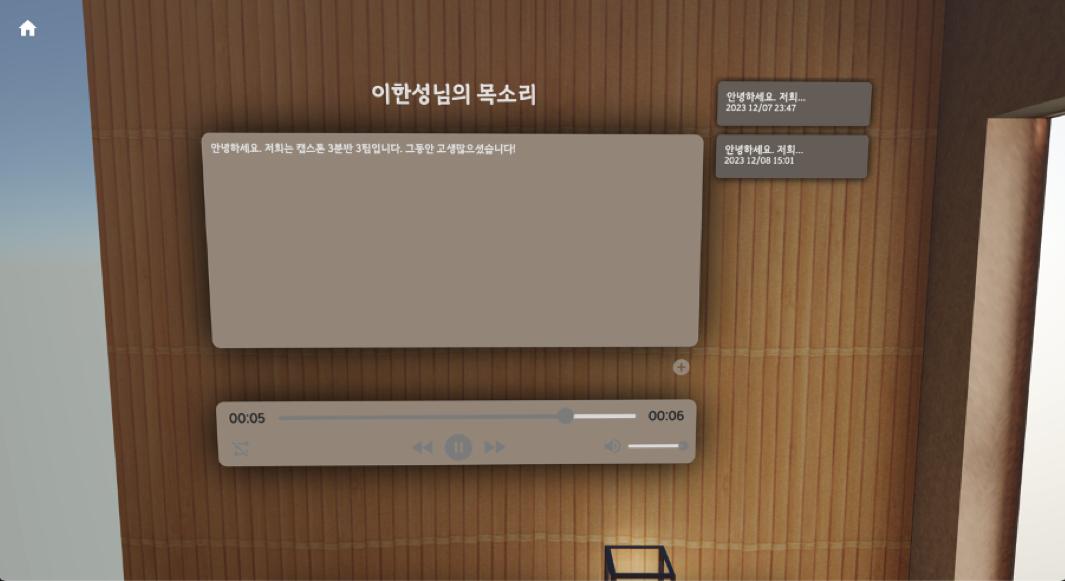 이한성님의 목소리
안녕하세요. 저희는 캡스톤 3분반 3팀입니다. 그동안 고생많으셨습니다!
00:05
00:06
안녕하세요. 저희...
2023 12/07 23:47
안녕하세요. 저희...
2023 12/08 15:01